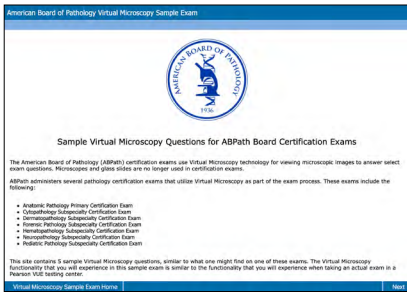 American Board of Pathology Virtual Microscopy Sample Exam
AMERICAN BOARD OF PATHOLOGY
1936
Sample Virtual Microscopy Questions for ABPath Board Certification Exams
The American Board of Pathology (ABPath) certification exams use Virtual Microscopy technology for viewing microscopic images to answer select
exam questions. Microscopes and glass slides are no longer used in certification exams.
ABPath administers several pathology certification exams that utilize Virtual Microscopy as part of the exam process. These exams include the
following:
• Anatomic Pathology Primary Certification Exam
• Cytopathology Subspecialty Certification Exam
• Dermatopathology Subspecialty Certification Exam
• Forensic Pathology Subspecialty Certification Exam
• Hematopathology Subspecialty Certification Exam
• Neuropathology Subspecialty Certification Exam
• Pediatric Pathology Subspecialty Certification Exam
This site contains 5 sample Virtual Microscopy questions, similar to what one might find on one of these exams. The Virtual Microscopy
functionality that you will experience in this sample exam is similar to the functionality that you will experience when taking an actual exam in a
Pearson VUE testing center.
Virtual Microscopy Sample Exam Home
Next